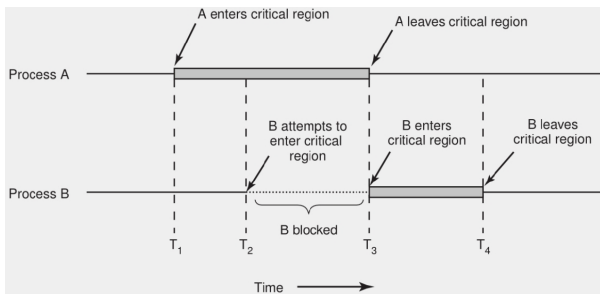 A enters critical region
A leaves critical region
Process A
B attempts to
enter critical
region
B enters
critical region
B leaves
critical region
Process B
B blocked
T1
T2
T3
T4
Time